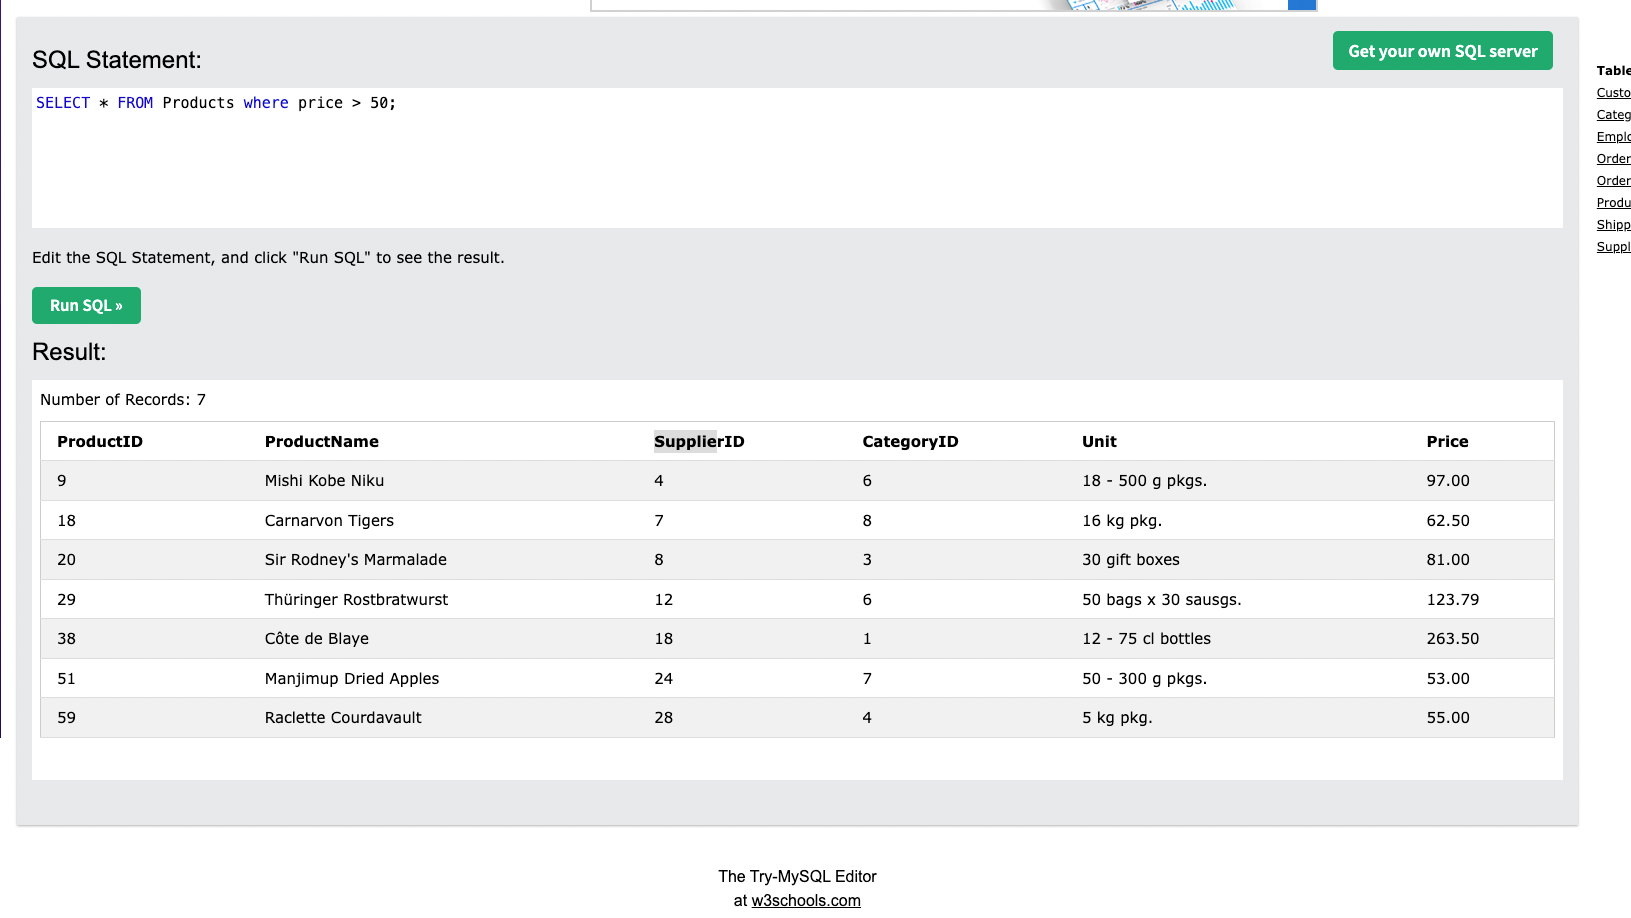 SQL Statement:
Get your own SQL server
SELECT * FROM Products where price > 50;
Edit the SQL Statement, and click "Run SQL" to see the result.
Run SQL »
Result:
Number of Records: 7
ProductID ProductName SupplierID CategoryID Unit Price
9 Mishi Kobe Niku 4 6 18 - 500 g pkgs. 97.00
18 Carnarvon Tigers 7 8 16 kg pkg. 62.50
20 Sir Rodney's Marmalade 8 3 30 gift boxes 81.00
29 Thüringer Rostbratwurst 12 6 50 bags x 30 sausgs. 123.79
38 Côte de Blaye 18 1 12 - 75 cl bottles 263.50
51 Manjimup Dried Apples 24 7 50 - 300 g pkgs. 53.00
59 Raclette Courdavault 28 4 5 kg pkg. 55.00
The Try-MySQL Editor
at w3schools.com
Table
Custo
Categ
Emplo
Order
Order
Produ
Shipp
Suppl